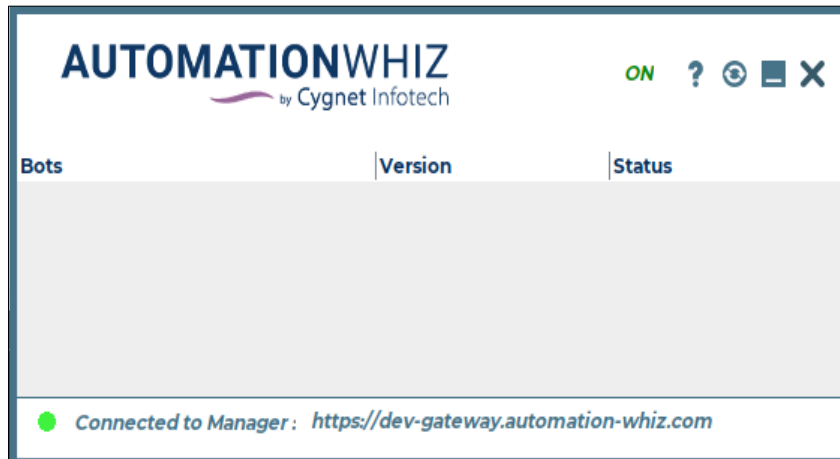 AUTOMATIONWHIZ
by Cygnet Infotech
ON ?
Bots Version Status
Connected to Manager : https://dev-gateway.automation-whiz.com